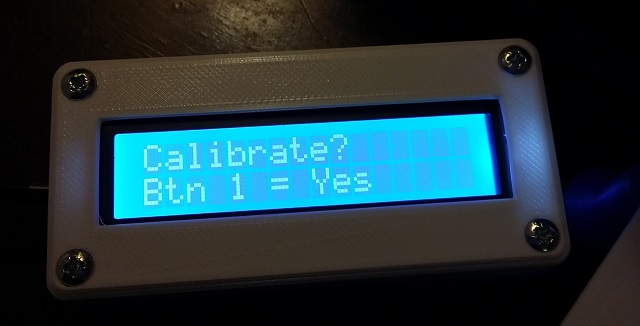 Calibrate?
Btn 1 = Yes